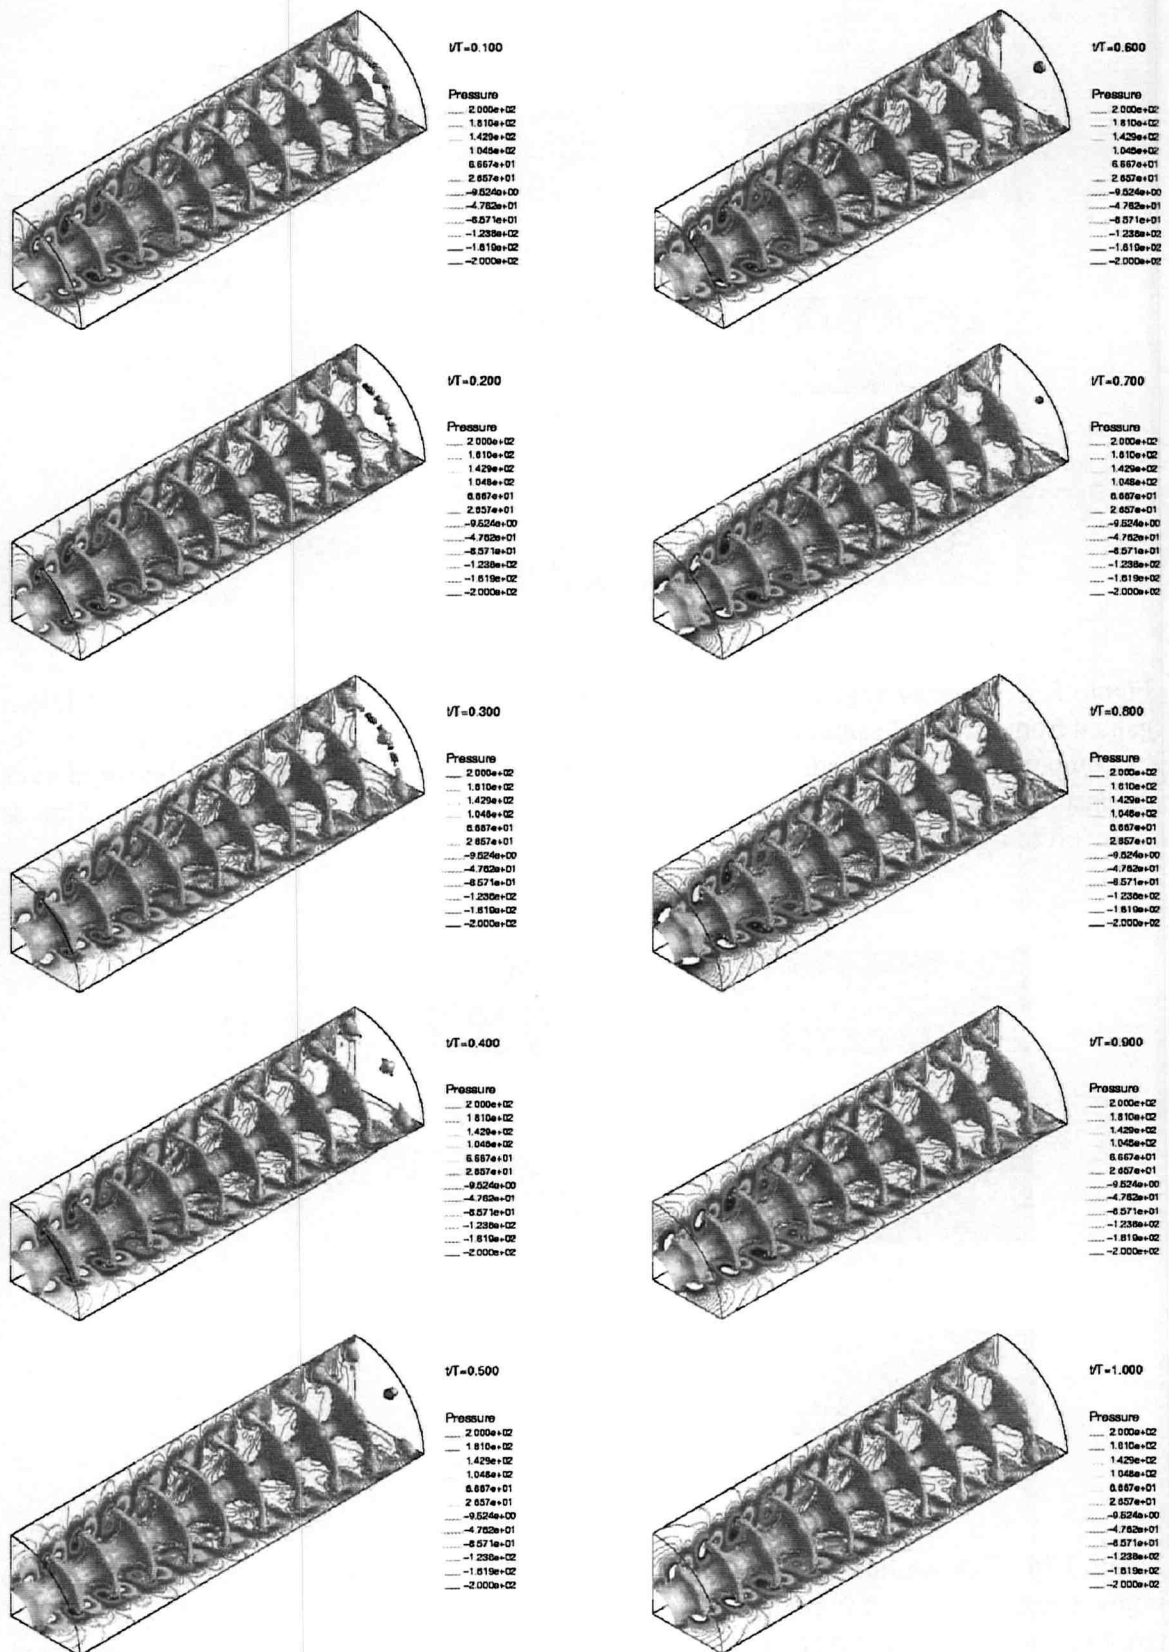 t/T=0.100
Pressure
2.000e+02
1.810e+02
1.429e+02
1.048e+02
6.667e+01
2.857e+01
-9.524e+00
-4.762e+01
-8.571e+01
-1.238e+02
-1.619e+02
-2.000e+02
t/T=0.200
Pressure
2.000e+02
1.810e+02
1.429e+02
1.048e+02
6.667e+01
2.857e+01
-9.524e+00
-4.762e+01
-8.571e+01
-1.238e+02
-1.619e+02
-2.000e+02
t/T=0.300
Pressure
2.000e+02
1.810e+02
1.429e+02
1.048e+02
6.667e+01
2.857e+01
-9.524e+00
-4.762e+01
-8.571e+01
-1.238e+02
-1.619e+02
-2.000e+02
t/T=0.400
Pressure
2.000e+02
1.810e+02
1.429e+02
1.048e+02
6.667e+01
2.857e+01
-9.524e+00
-4.762e+01
-8.571e+01
-1.238e+02
-1.619e+02
-2.000e+02
t/T=0.500
Pressure
2.000e+02
1.810e+02
1.429e+02
1.048e+02
6.667e+01
2.857e+01
-9.524e+00
-4.762e+01
-8.571e+01
-1.238e+02
-1.619e+02
-2.000e+02
t/T=0.600
Pressure
2.000e+02
1.810e+02
1.429e+02
1.048e+02
6.667e+01
2.857e+01
-9.524e+00
-4.762e+01
-8.571e+01
-1.238e+02
-1.619e+02
-2.000e+02
t/T=0.700
Pressure
2.000e+02
1.810e+02
1.429e+02
1.048e+02
6.667e+01
2.857e+01
-9.524e+00
-4.762e+01
-8.571e+01
-1.238e+02
-1.619e+02
-2.000e+02
t/T=0.800
Pressure
2.000e+02
1.810e+02
1.429e+02
1.048e+02
6.667e+01
2.857e+01
-9.524e+00
-4.762e+01
-8.571e+01
-1.238e+02
-1.619e+02
-2.000e+02
t/T=0.900
Pressure
2.000e+02
1.810e+02
1.429e+02
1.048e+02
6.667e+01
2.857e+01
-9.524e+00
-4.762e+01
-8.571e+01
-1.238e+02
-1.619e+02
-2.000e+02
t/T=1.000
Pressure
2.000e+02
1.810e+02
1.429e+02
1.048e+02
6.667e+01
2.857e+01
-9.524e+00
-4.762e+01
-8.571e+01
-1.238e+02
-1.619e+02
-2.000e+02